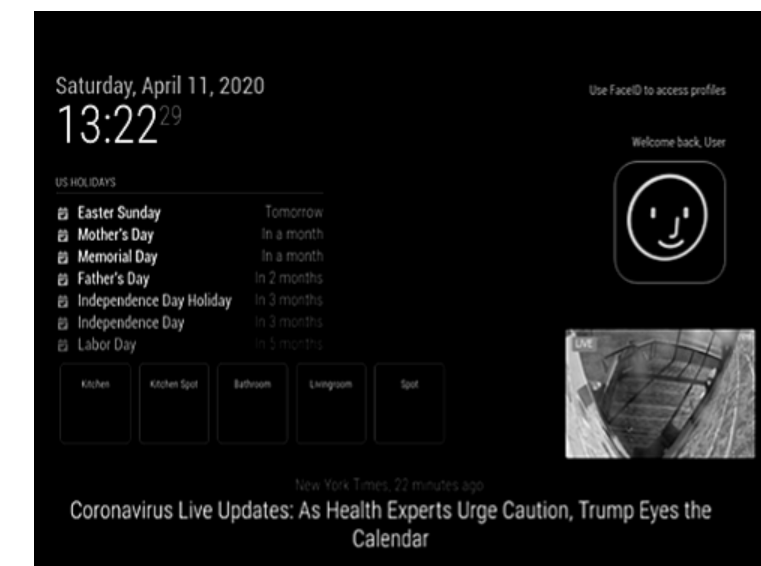 Saturday, April 11, 2020
13:22 29
Use FaceID to access profiles
Welcome back, User
US HOLIDAYS
Easter Sunday Tomorrow
Mother's Day In a month
Memorial Day In a month
Father's Day In 2 months
Independence Day Holiday In 3 months
Independence Day In 3 months
Labor Day In 5 months
LIVE
Kitchen Kitchen Spot Bathroom Livingroom Spot
New York Times, 22 minutes ago
Coronavirus Live Updates: As Health Experts Urge Caution, Trump Eyes the
Calendar